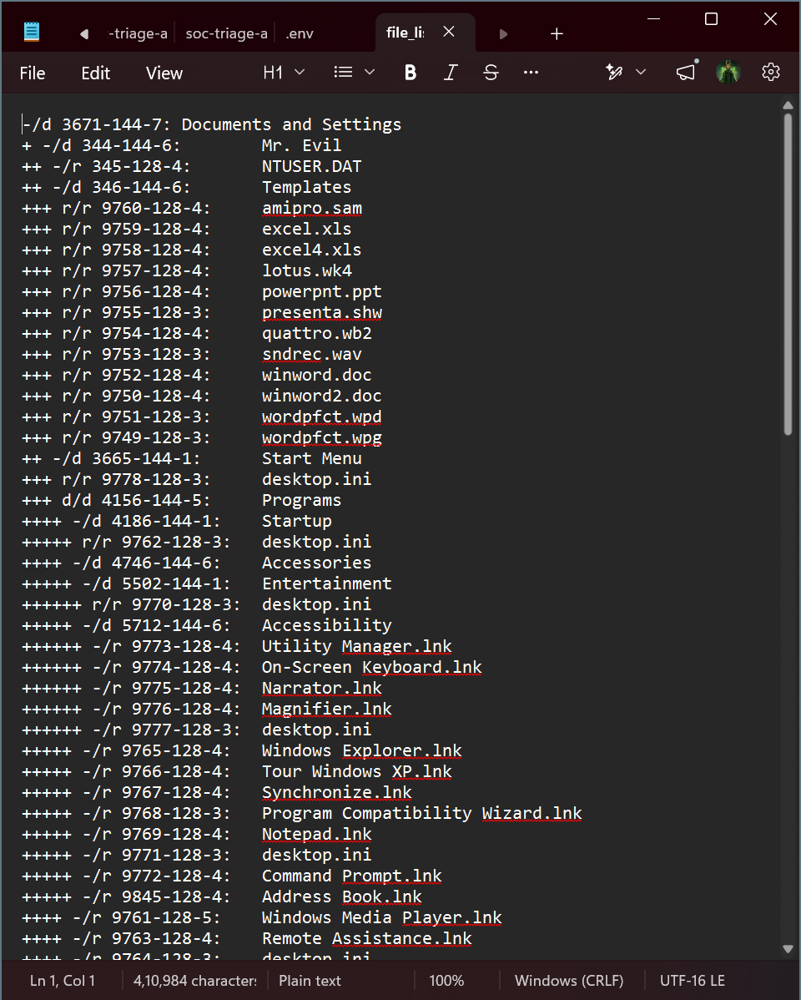 -triage-a soc-triage-a .env file_lis
File Edit View H1 B I S
-/d 3671-144-7: Documents and Settings
+ -/d 344-144-6: Mr. Evil
++ -/r 345-128-4: NTUSER.DAT
++ -/d 346-144-6: Templates
+++ r/r 9760-128-4: amipro.sam
+++ r/r 9759-128-4: excel.xls
+++ r/r 9758-128-4: excel4.xls
+++ r/r 9757-128-4: lotus.wk4
+++ r/r 9756-128-4: powerpnt.ppt
+++ r/r 9755-128-3: presenta.shw
+++ r/r 9754-128-4: quattro.wb2
+++ r/r 9753-128-3: sndrec.wav
+++ r/r 9752-128-4: winword.doc
+++ r/r 9750-128-4: winword2.doc
+++ r/r 9751-128-3: wordpfct.wpd
+++ r/r 9749-128-3: wordpfct.wpg
++ -/d 3665-144-1: Start Menu
+++ r/r 9778-128-3: desktop.ini
+++ d/d 4156-144-5: Programs
++++ -/d 4186-144-1: Startup
+++++ r/r 9762-128-3: desktop.ini
++++ -/d 4746-144-6: Accessories
+++++ -/d 5502-144-1: Entertainment
++++++ r/r 9770-128-3: desktop.ini
+++++ -/d 5712-144-6: Accessibility
++++++ -/r 9773-128-4: Utility Manager.lnk
++++++ -/r 9774-128-4: On-Screen Keyboard.lnk
++++++ -/r 9775-128-4: Narrator.lnk
++++++ -/r 9776-128-4: Magnifier.lnk
++++++ -/r 9777-128-3: desktop.ini
+++++ -/r 9765-128-4: Windows Explorer.lnk
+++++ -/r 9766-128-4: Tour Windows XP.lnk
+++++ -/r 9767-128-4: Synchronize.lnk
+++++ -/r 9768-128-3: Program Compatibility Wizard.lnk
+++++ -/r 9769-128-4: Notepad.lnk
+++++ -/r 9771-128-3: desktop.ini
+++++ -/r 9772-128-4: Command Prompt.lnk
+++++ -/r 9845-128-4: Address Book.lnk
++++ -/r 9761-128-5: Windows Media Player.lnk
++++ -/r 9763-128-4: Remote Assistance.lnk
++++ -/r 9764-128-3: desktop.ini
Ln 1, Col 1 4,10,984 characters Plain text 100% Windows (CRLF) UTF-16 LE